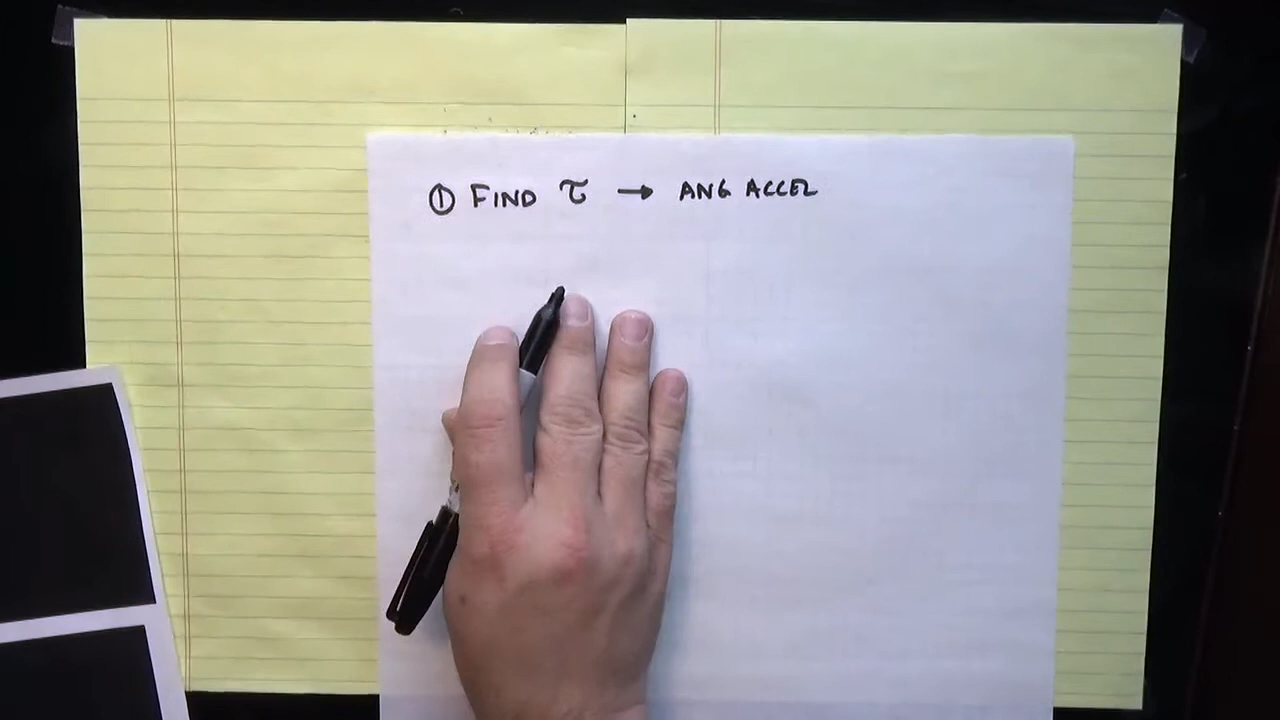 ① FIND τ → ANG ACCEL